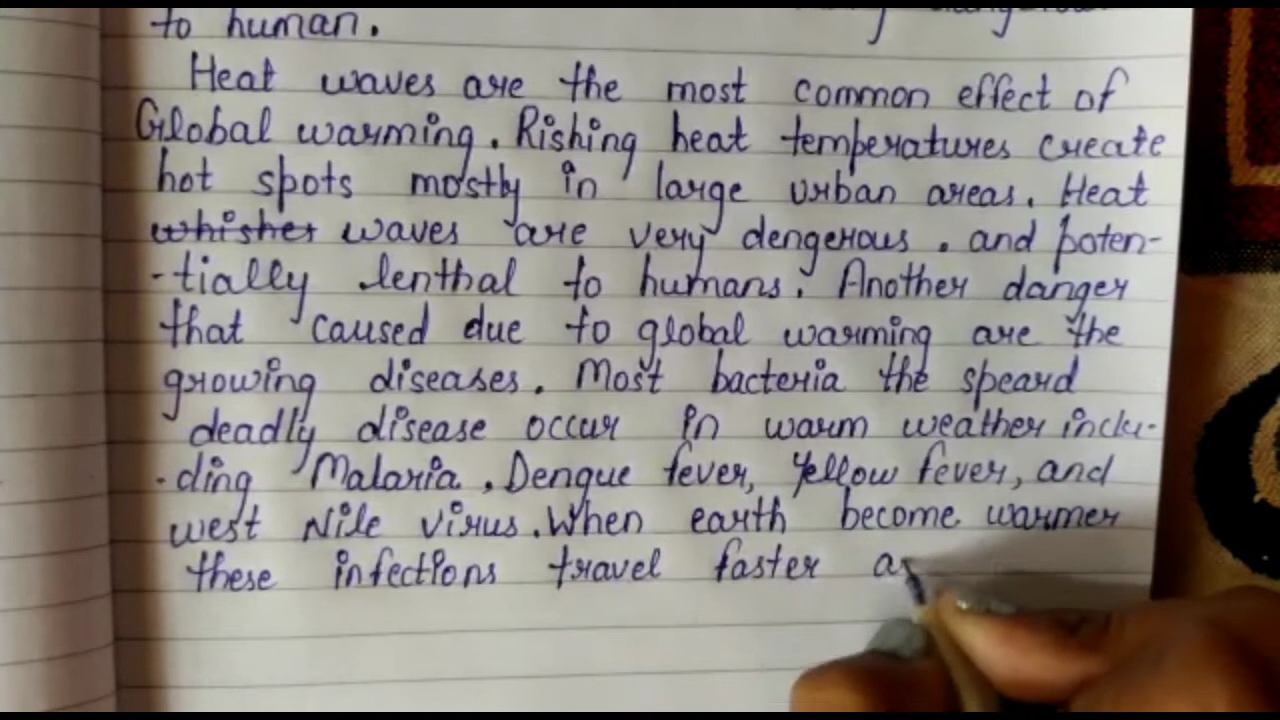 to human.
Heat waves are the most common effect of
Global warming. Rishing heat temperatures create
hot spots mostly in large urban areas. Heat
whisher waves are very dengerous. and poten-
-tially lenthal to humans. Another danger
that caused due to global warming are the
growing diseases. Most bacteria the speard
deadly disease occur in warm weather inclu-
-ding Malaria. Dengue fever, Yellow fever, and
west Nile virus. When earth become warmer
these infections travel faster